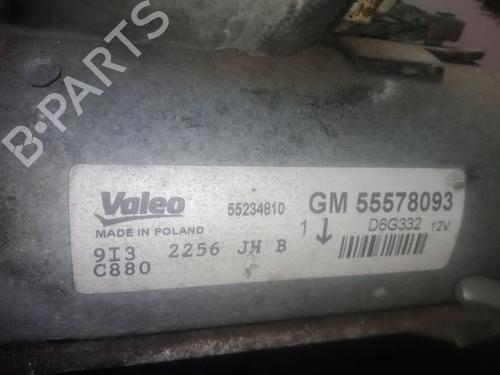 B-PARTS
Valeo 55234810 GM 55578093
MADE IN POLAND 1 D6G332 12V
9I3 2256 JH B
C880